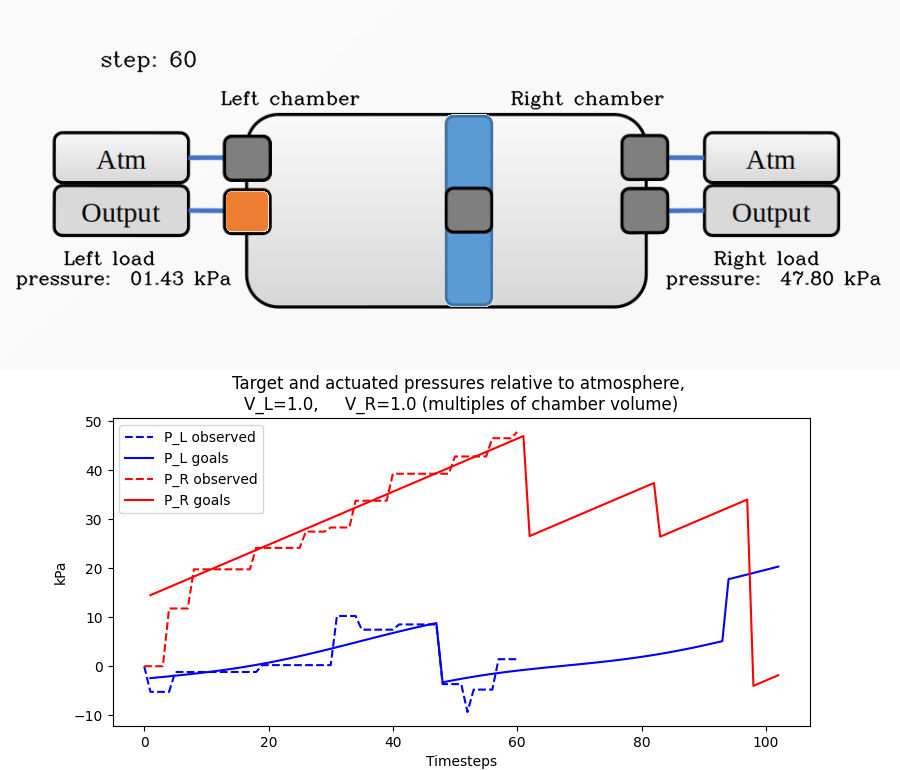 step: 60
Left chamber
Right chamber
Atm
Atm
Output
Output
Left load
pressure: 01.43 kPa
Right load
pressure: 47.80 kPa
Target and actuated pressures relative to atmosphere,
V_L=1.0, V_R=1.0 (multiples of chamber volume)
P_L observed
P_L goals
P_R observed
P_R goals
50
40
30
20
10
0
−10
kPa
0 20 40 60 80 100
Timesteps